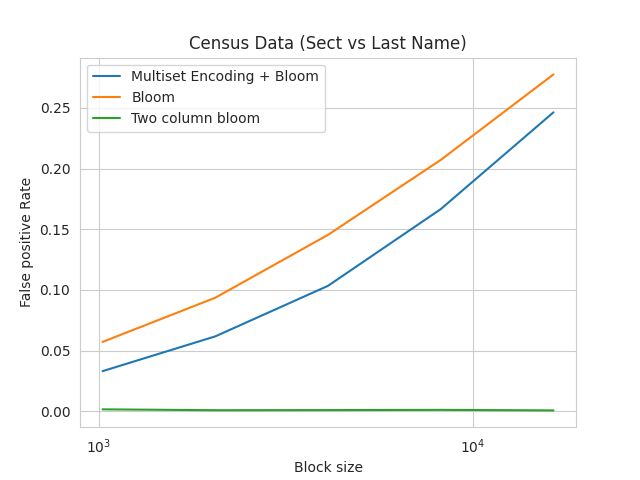 Census Data (Sect vs Last Name)
Multiset Encoding + Bloom
Bloom
Two column bloom
False positive Rate
0.25
0.20
0.15
0.10
0.05
0.00
10³
10⁴
Block size